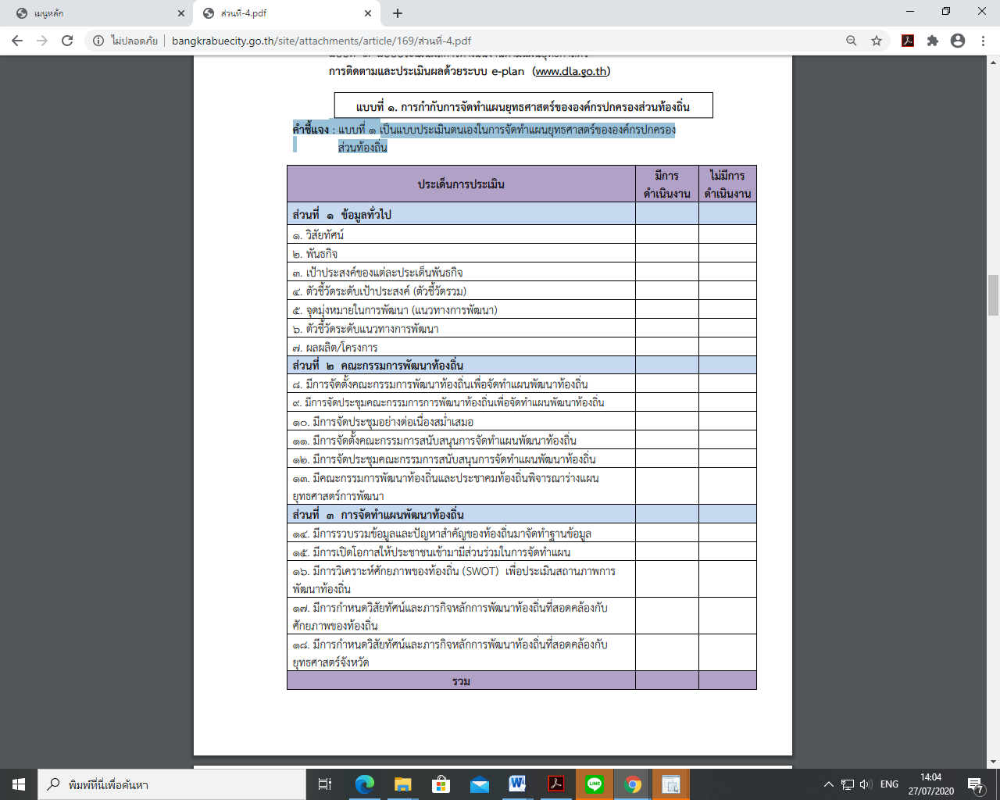 เมนูหลัก
ส่วนที่-4.pdf
ไม่ปลอดภัย
bangkrabuecity.go.th/site/attachments/article/169/ส่วนที่-4.pdf
การติดตามและประเมินผลด้วยระบบ e-plan (www.dla.go.th)
แบบที่ ๑. การกำกับการจัดทำแผนยุทธศาสตร์ขององค์กรปกครองส่วนท้องถิ่น
คำชี้แจง : แบบที่ ๑ เป็นแบบประเมินตนเองในการจัดทำแผนยุทธศาสตร์ขององค์กรปกครอง
ส่วนท้องถิ่น
ประเด็นการประเมิน
มีการ
ดำเนินงาน
ไม่มีการ
ดำเนินงาน
ส่วนที่ ๑ ข้อมูลทั่วไป
๑. วิสัยทัศน์
๒. พันธกิจ
๓. เป้าประสงค์ของแต่ละประเด็นพันธกิจ
๔. ตัวชี้วัดระดับเป้าประสงค์ (ตัวชี้วัดรวม)
๕. จุดมุ่งหมายในการพัฒนา (แนวทางการพัฒนา)
๖. ตัวชี้วัดระดับแนวทางการพัฒนา
๗. ผลผลิต/โครงการ
ส่วนที่ ๒ คณะกรรมการพัฒนาท้องถิ่น
๘. มีการจัดตั้งคณะกรรมการพัฒนาท้องถิ่นเพื่อจัดทำแผนพัฒนาท้องถิ่น
๙. มีการจัดประชุมคณะกรรมการการพัฒนาท้องถิ่นเพื่อจัดทำแผนพัฒนาท้องถิ่น
๑๐. มีการจัดประชุมอย่างต่อเนื่องสม่ำเสมอ
๑๑. มีการจัดตั้งคณะกรรมการสนับสนุนการจัดทำแผนพัฒนาท้องถิ่น
๑๒. มีการจัดประชุมคณะกรรมการสนับสนุนการจัดทำแผนพัฒนาท้องถิ่น
๑๓. มีคณะกรรมการพัฒนาท้องถิ่นและประชาคมท้องถิ่นพิจารณาร่างแผน
ยุทธศาสตร์การพัฒนา
ส่วนที่ ๓ การจัดทำแผนพัฒนาท้องถิ่น
๑๔. มีการรวบรวมข้อมูลและปัญหาสำคัญของท้องถิ่นมาจัดทำฐานข้อมูล
๑๕. มีการเปิดโอกาสให้ประชาชนเข้ามามีส่วนร่วมในการจัดทำแผน
๑๖. มีการวิเคราะห์ศักยภาพของท้องถิ่น (SWOT) เพื่อประเมินสถานภาพการ
พัฒนาท้องถิ่น
๑๗. มีการกำหนดวิสัยทัศน์และภารกิจหลักการพัฒนาท้องถิ่นที่สอดคล้องกับ
ศักยภาพของท้องถิ่น
๑๘. มีการกำหนดวิสัยทัศน์และภารกิจหลักการพัฒนาท้องถิ่นที่สอดคล้องกับ
ยุทธศาสตร์จังหวัด
รวม
พิมพ์ที่นี่เพื่อค้นหา
LINE
ENG
14:04
27/07/2020
7